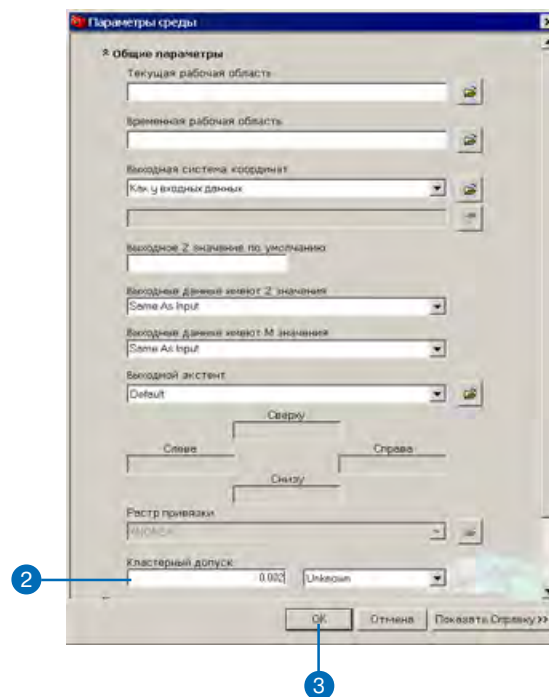 Параметры среды
Общие параметры
Текущая рабочая область
Временная рабочая область
Выходная система координат
Как у входных данных
Выходное Z значение по умолчанию
Выходные данные имеют Z значения
Same As Input
Выходные данные имеют M значения
Same As Input
Выходной экстент
Default
Сверху
Слева Справа
Снизу
Растр привязки
Кластерный допуск
2 0.002 Unknown
OK Отмена Показать Справку >>
3